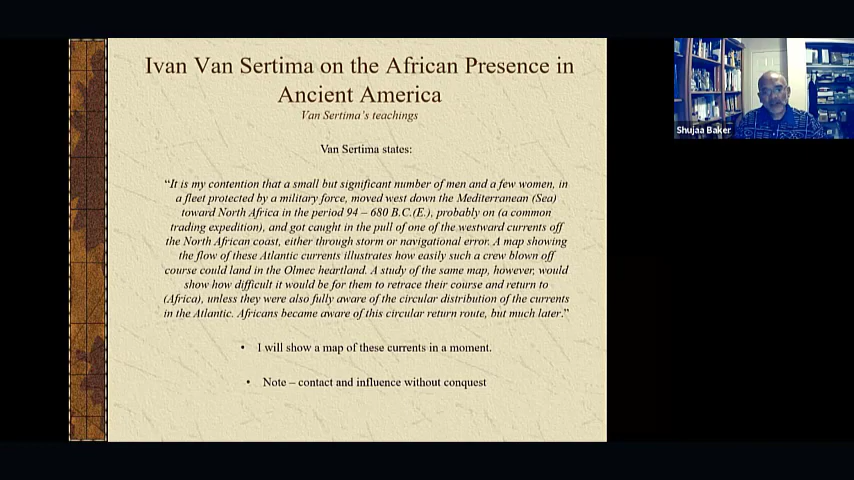 Ivan Van Sertima on the African Presence in
Ancient America
Van Sertima's teachings
Van Sertima states:
"It is my contention that a small but significant number of men and a few women, in
a fleet protected by a military force, moved west down the Mediterranean (Sea)
toward North Africa in the period 94 – 680 B.C.(E.), probably on (a common
trading expedition), and got caught in the pull of one of the westward currents off
the North African coast, either through storm or navigational error. A map showing
the flow of these Atlantic currents illustrates how easily such a crew blown off
course could land in the Olmec heartland. A study of the same map, however, would
show how difficult it would be for them to retrace their course and return to
(Africa), unless they were also fully aware of the circular distribution of the currents
in the Atlantic. Africans became aware of this circular return route, but much later."
• I will show a map of these currents in a moment.
• Note – contact and influence without conquest
Shujaa Baker